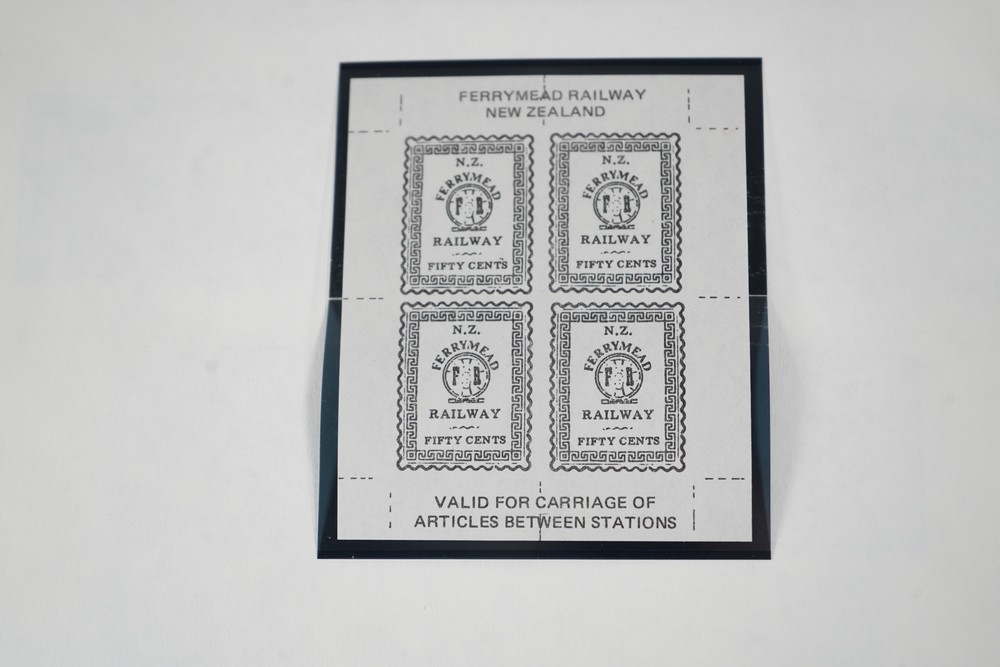 FERRYMEAD RAILWAY
NEW ZEALAND
N.Z.
FERRYMEAD
F R
RAILWAY
FIFTY CENTS
N.Z.
FERRYMEAD
F R
RAILWAY
FIFTY CENTS
N.Z.
FERRYMEAD
F R
RAILWAY
FIFTY CENTS
N.Z.
FERRYMEAD
F R
RAILWAY
FIFTY CENTS
VALID FOR CARRIAGE OF
ARTICLES BETWEEN STATIONS